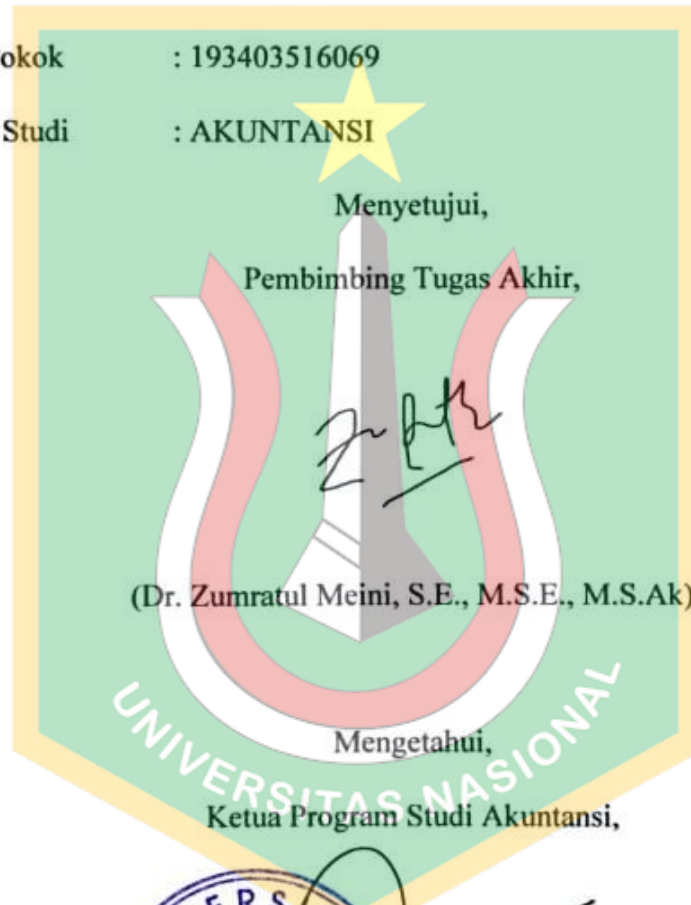 okok : 193403516069
Studi : AKUNTANSI
Menyetujui,
Pembimbing Tugas Akhir,
(Dr. Zumratul Meini, S.E., M.S.E., M.S.Ak)
Mengetahui,
UNIVERSITAS NASIONAL
Ketua Program Studi Akuntansi,
ERS